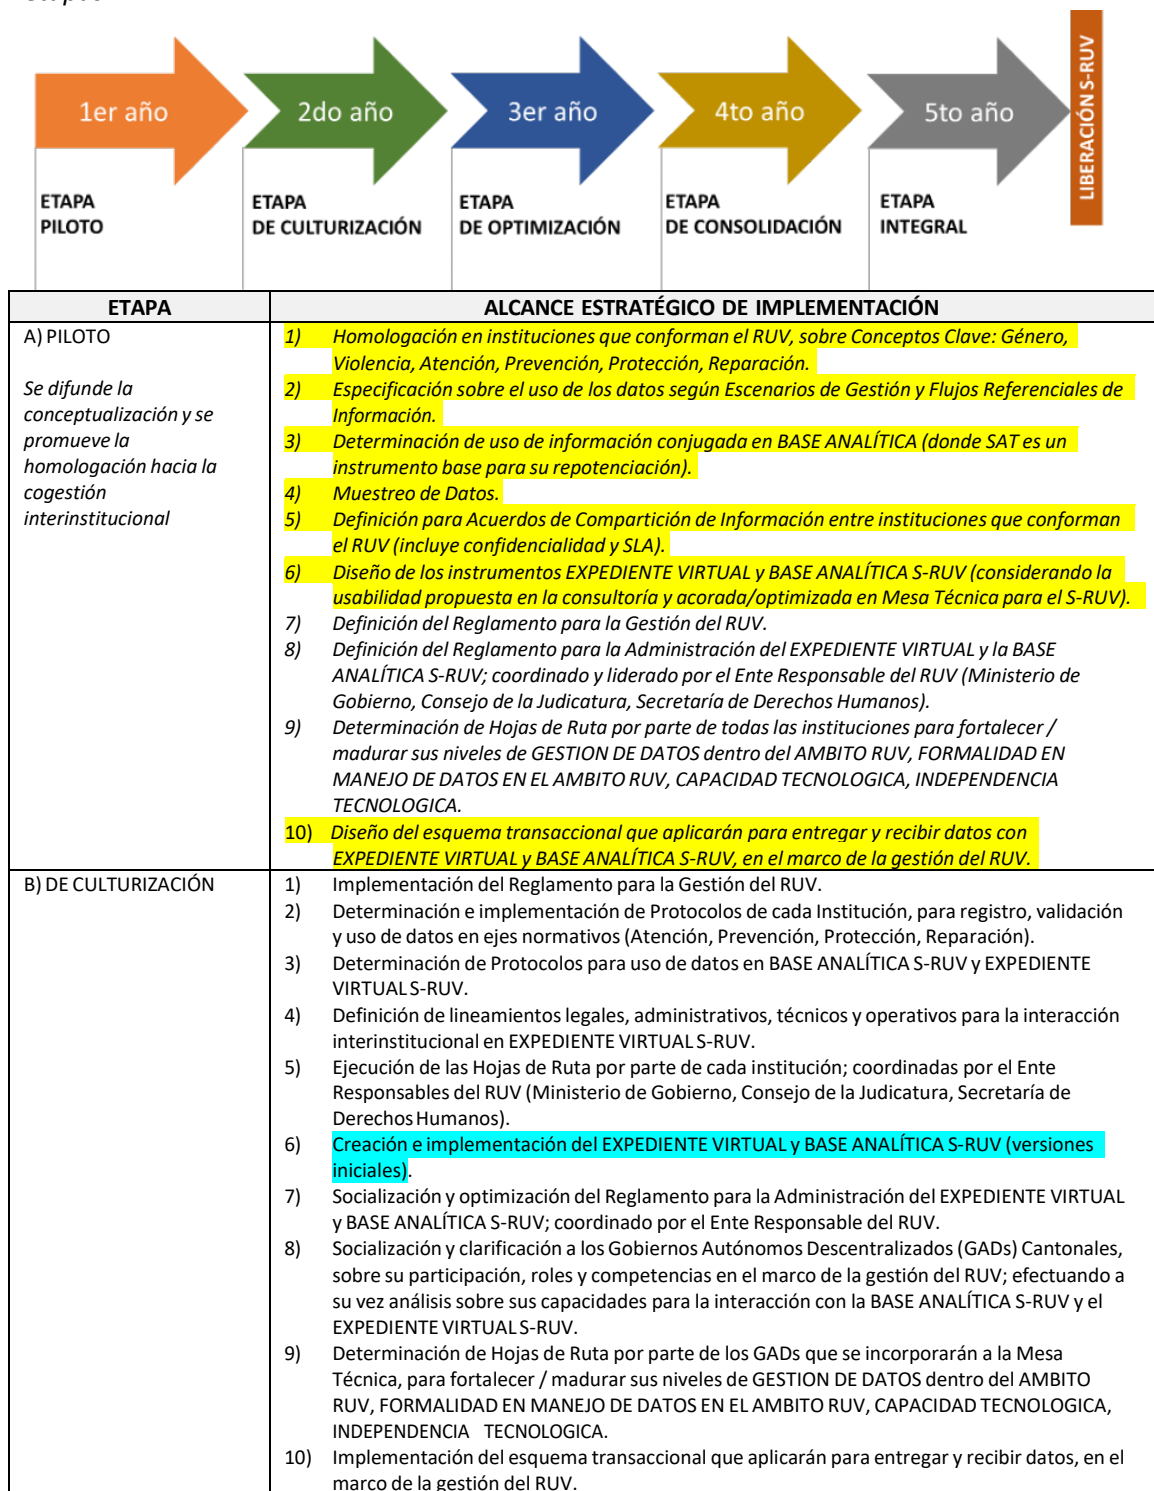 1er año
2do año
3er año
4to año
5to año
LIBERACIÓN S-RUV
ETAPA
PILOTO
ETAPA
DE CULTURIZACIÓN
ETAPA
DE OPTIMIZACIÓN
ETAPA
DE CONSOLIDACIÓN
ETAPA
INTEGRAL
ETAPA
ALCANCE ESTRATÉGICO DE IMPLEMENTACIÓN
A) PILOTO
Se difunde la
conceptualización y se
promueve la
homologación hacia la
cogestión
interinstitucional
1) Homologación en instituciones que conforman el RUV, sobre Conceptos Clave: Género,
Violencia, Atención, Prevención, Protección, Reparación.
2) Especificación sobre el uso de los datos según Escenarios de Gestión y Flujos Referenciales de
Información.
3) Determinación de uso de información conjugada en BASE ANALÍTICA (donde SAT es un
instrumento base para su repotenciación).
4) Muestreo de Datos.
5) Definición para Acuerdos de Compartición de Información entre instituciones que conforman
el RUV (incluye confidencialidad y SLA).
6) Diseño de los instrumentos EXPEDIENTE VIRTUAL y BASE ANALÍTICA S-RUV (considerando la
usabilidad propuesta en la consultoría y acorada/optimizada en Mesa Técnica para el S-RUV).
7) Definición del Reglamento para la Gestión del RUV.
8) Definición del Reglamento para la Administración del EXPEDIENTE VIRTUAL y la BASE
ANALÍTICA S-RUV; coordinado y liderado por el Ente Responsable del RUV (Ministerio de
Gobierno, Consejo de la Judicatura, Secretaría de Derechos Humanos).
9) Determinación de Hojas de Ruta por parte de todas las instituciones para fortalecer /
madurar sus niveles de GESTION DE DATOS dentro del AMBITO RUV, FORMALIDAD EN
MANEJO DE DATOS EN EL AMBITO RUV, CAPACIDAD TECNOLOGICA, INDEPENDENCIA
TECNOLOGICA.
10) Diseño del esquema transaccional que aplicarán para entregar y recibir datos con
EXPEDIENTE VIRTUAL y BASE ANALÍTICA S-RUV, en el marco de la gestión del RUV.
B) DE CULTURIZACIÓN
1) Implementación del Reglamento para la Gestión del RUV.
2) Determinación e implementación de Protocolos de cada Institución, para registro, validación
y uso de datos en ejes normativos (Atención, Prevención, Protección, Reparación).
3) Determinación de Protocolos para uso de datos en BASE ANALÍTICA S-RUV y EXPEDIENTE
VIRTUAL S-RUV.
4) Definición de lineamientos legales, administrativos, técnicos y operativos para la interacción
interinstitucional en EXPEDIENTE VIRTUAL S-RUV.
5) Ejecución de las Hojas de Ruta por parte de cada institución; coordinadas por el Ente
Responsables del RUV (Ministerio de Gobierno, Consejo de la Judicatura, Secretaría de
Derechos Humanos).
6) Creación e implementación del EXPEDIENTE VIRTUAL y BASE ANALÍTICA S-RUV (versiones
iniciales).
7) Socialización y optimización del Reglamento para la Administración del EXPEDIENTE VIRTUAL
y BASE ANALÍTICA S-RUV; coordinado por el Ente Responsable del RUV.
8) Socialización y clarificación a los Gobiernos Autónomos Descentralizados (GADs) Cantonales,
sobre su participación, roles y competencias en el marco de la gestión del RUV; efectuando a
su vez análisis sobre sus capacidades para la interacción con la BASE ANALÍTICA S-RUV y el
EXPEDIENTE VIRTUAL S-RUV.
9) Determinación de Hojas de Ruta por parte de los GADs que se incorporarán a la Mesa
Técnica, para fortalecer / madurar sus niveles de GESTION DE DATOS dentro del AMBITO
RUV, FORMALIDAD EN MANEJO DE DATOS EN EL AMBITO RUV, CAPACIDAD TECNOLOGICA,
INDEPENDENCIA TECNOLOGICA.
10) Implementación del esquema transaccional que aplicarán para entregar y recibir datos, en el
marco de la gestión del RUV.